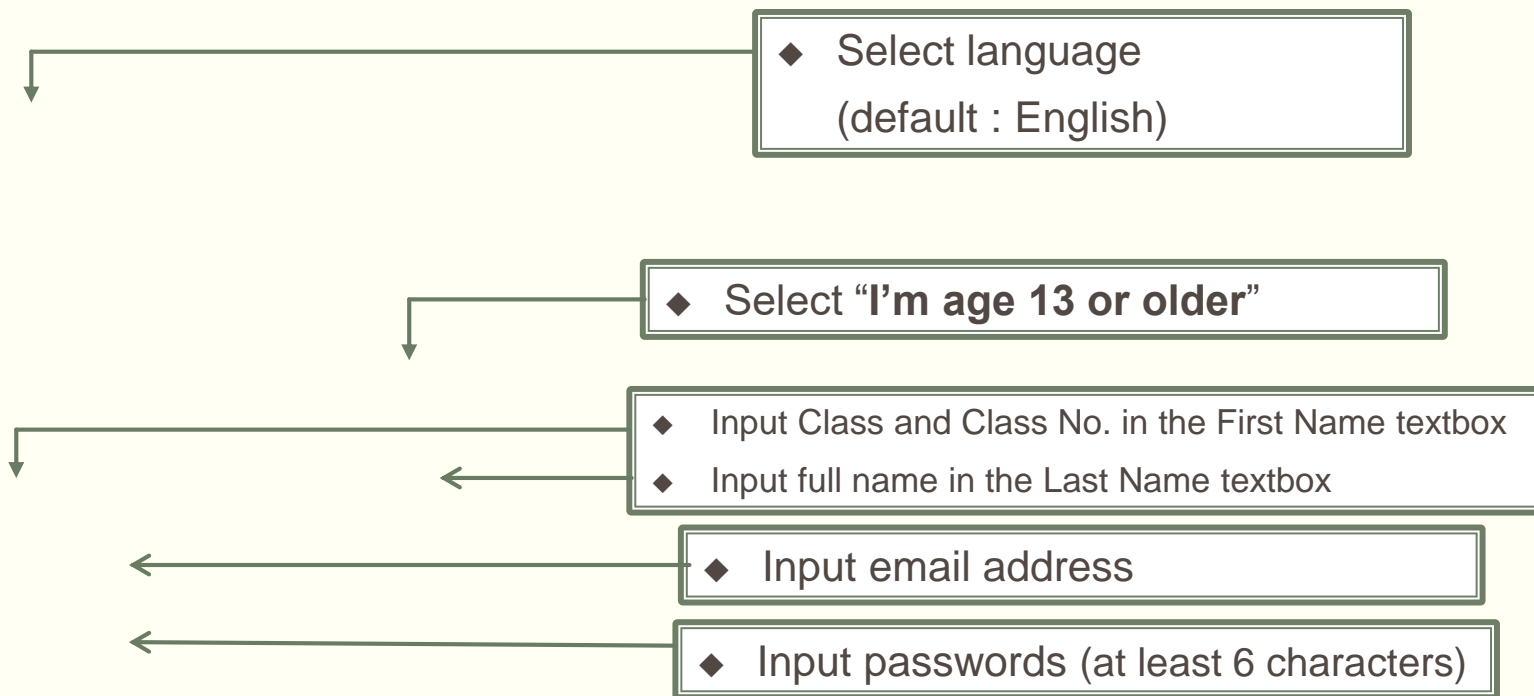 ◆ Select language
(default : English)
◆ Select “I’m age 13 or older”
◆ Input Class and Class No. in the First Name textbox
◆ Input full name in the Last Name textbox
◆ Input email address
◆ Input passwords (at least 6 characters)